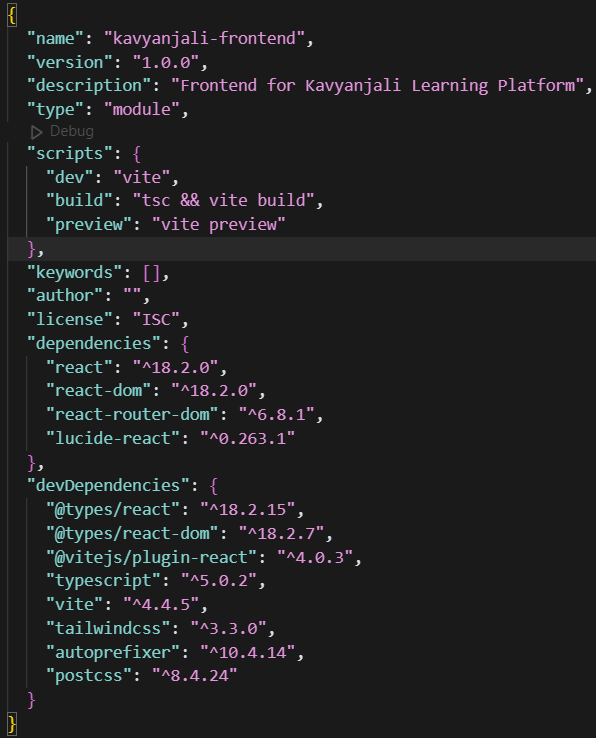 {
  "name": "kavyanjali-frontend",
  "version": "1.0.0",
  "description": "Frontend for Kavyanjali Learning Platform",
  "type": "module",
  Debug
  "scripts": {
    "dev": "vite",
    "build": "tsc && vite build",
    "preview": "vite preview"
  },
  "keywords": [],
  "author": "",
  "license": "ISC",
  "dependencies": {
    "react": "^18.2.0",
    "react-dom": "^18.2.0",
    "react-router-dom": "^6.8.1",
    "lucide-react": "^0.263.1"
  },
  "devDependencies": {
    "@types/react": "^18.2.15",
    "@types/react-dom": "^18.2.7",
    "@vitejs/plugin-react": "^4.0.3",
    "typescript": "^5.0.2",
    "vite": "^4.4.5",
    "tailwindcss": "^3.3.0",
    "autoprefixer": "^10.4.14",
    "postcss": "^8.4.24"
  }
}